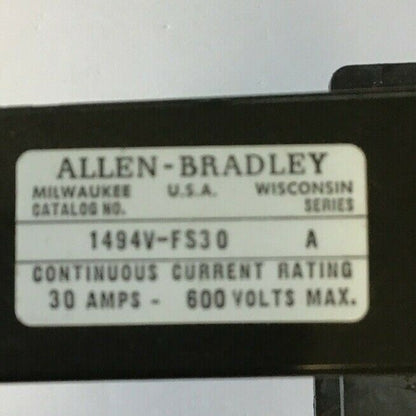 ALLEN-BRADLEY
MILWAUKEE U.S.A. WISCONSIN
CATALOG NO. SERIES
1494V-FS30 A
CONTINUOUS CURRENT RATING
30 AMPS - 600 VOLTS MAX.